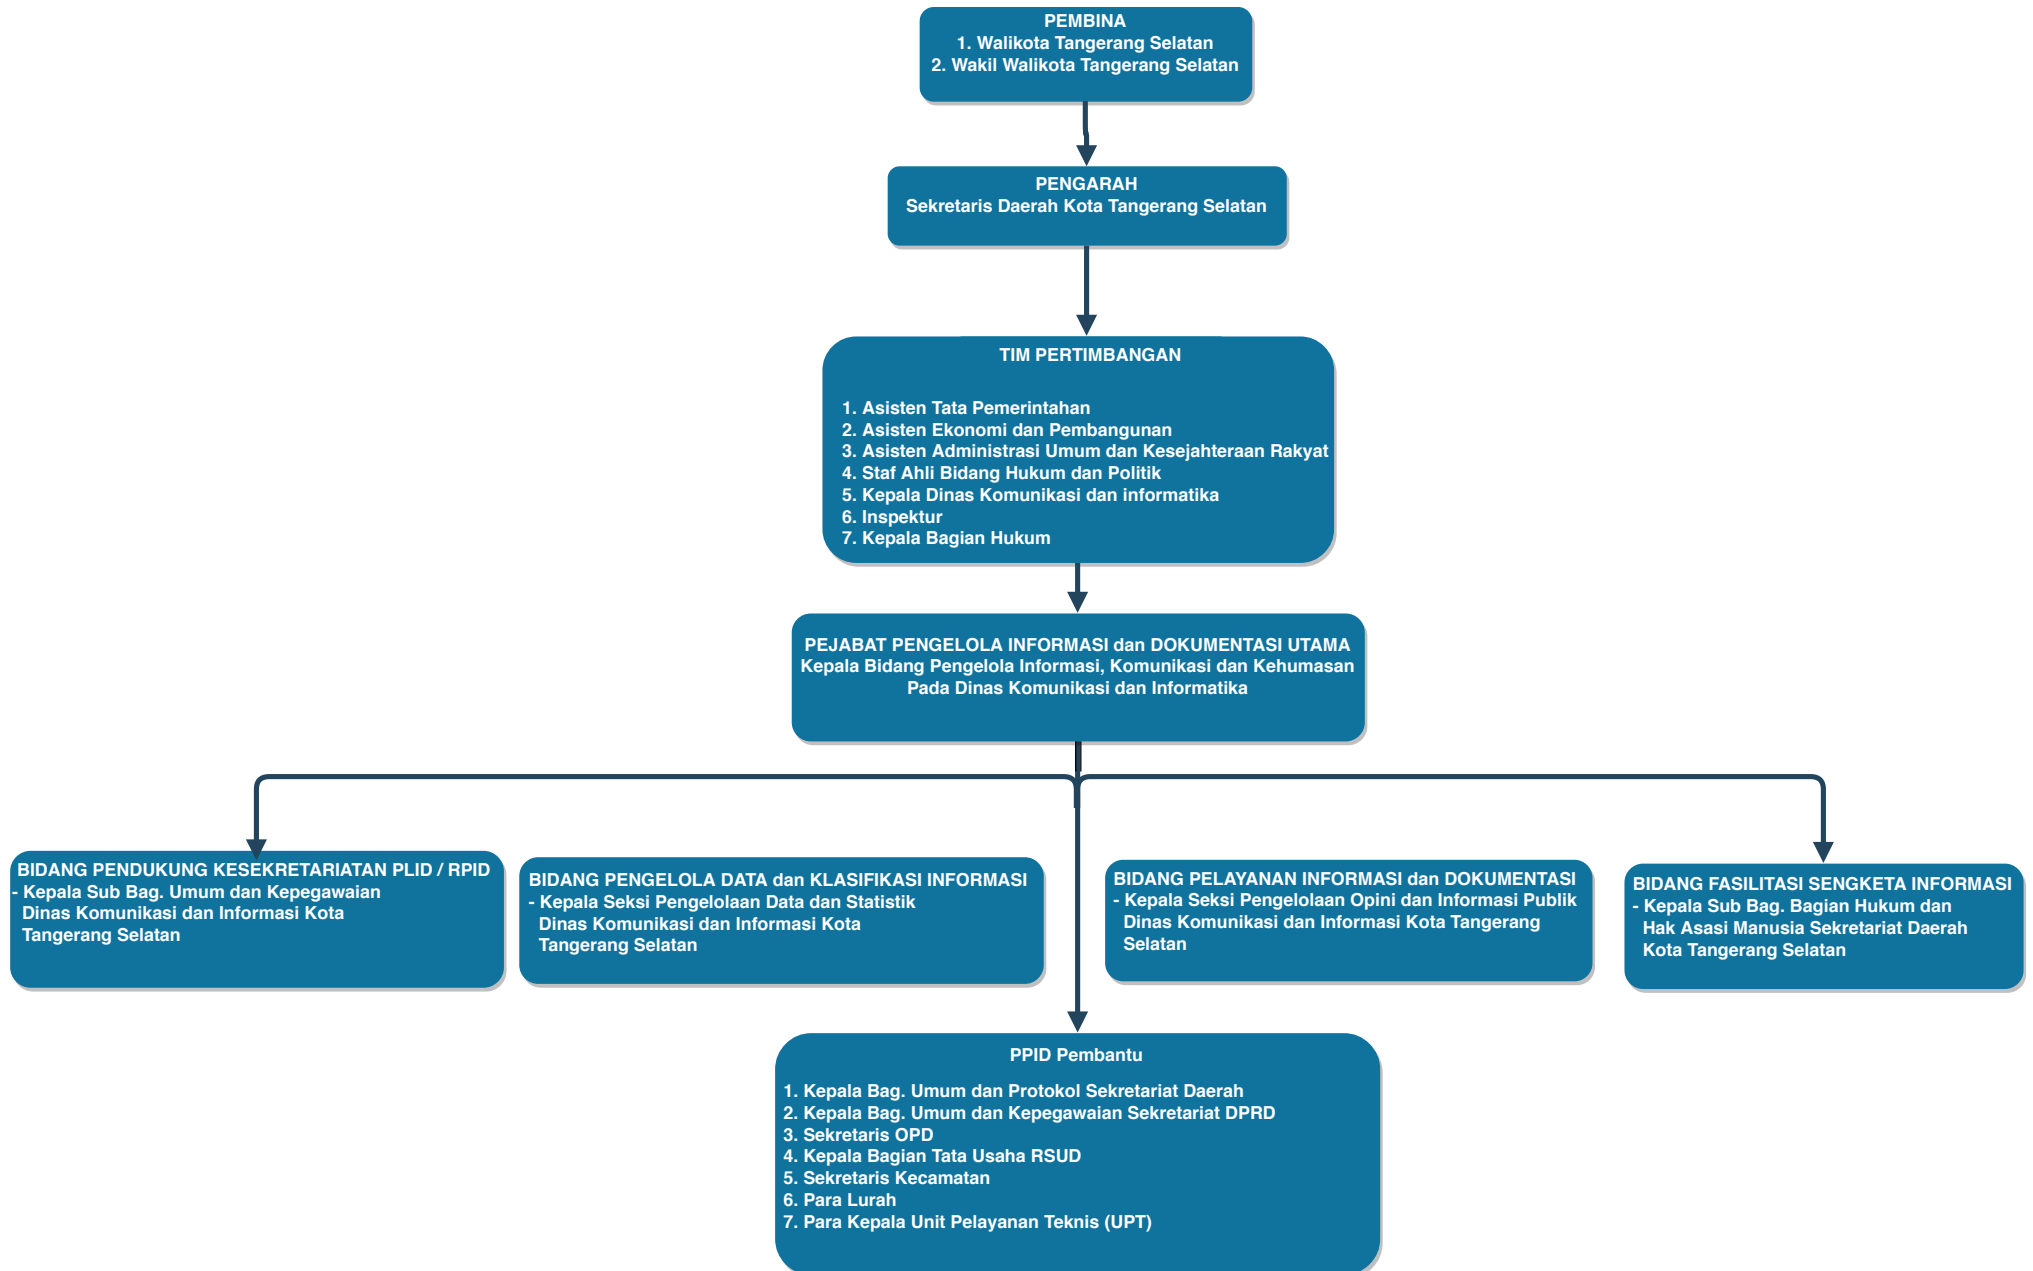 PEMBINA
1. Walikota Tangerang Selatan
2. Wakil Walikota Tangerang Selatan
PENGARAH
Sekretaris Daerah Kota Tangerang Selatan
TIM PERTIMBANGAN
1. Asisten Tata Pemerintahan
2. Asisten Ekonomi dan Pembangunan
3. Asisten Administrasi Umum dan Kesejahteraan Rakyat
4. Staf Ahli Bidang Hukum dan Politik
5. Kepala Dinas Komunikasi dan informatika
6. Inspektur
7. Kepala Bagian Hukum
PEJABAT PENGELOLA INFORMASI dan DOKUMENTASI UTAMA
Kepala Bidang Pengelola Informasi, Komunikasi dan Kehumasan
Pada Dinas Komunikasi dan Informatika
BIDANG PENDUKUNG KESEKRETARIATAN PLID / RPID
- Kepala Sub Bag. Umum dan Kepegawaian
Dinas Komunikasi dan Informasi Kota
Tangerang Selatan
BIDANG PENGELOLA DATA dan KLASIFIKASI INFORMASI
- Kepala Seksi Pengelolaan Data dan Statistik
Dinas Komunikasi dan Informasi Kota
Tangerang Selatan
BIDANG PELAYANAN INFORMASI dan DOKUMENTASI
- Kepala Seksi Pengelolaan Opini dan Informasi Publik
Dinas Komunikasi dan Informasi Kota Tangerang
Selatan
BIDANG FASILITASI SENGKETA INFORMASI
- Kepala Sub Bag. Bagian Hukum dan
Hak Asasi Manusia Sekretariat Daerah
Kota Tangerang Selatan
PPID Pembantu
1. Kepala Bag. Umum dan Protokol Sekretariat Daerah
2. Kepala Bag. Umum dan Kepegawaian Sekretariat DPRD
3. Sekretaris OPD
4. Kepala Bagian Tata Usaha RSUD
5. Sekretaris Kecamatan
6. Para Lurah
7. Para Kepala Unit Pelayanan Teknis (UPT)